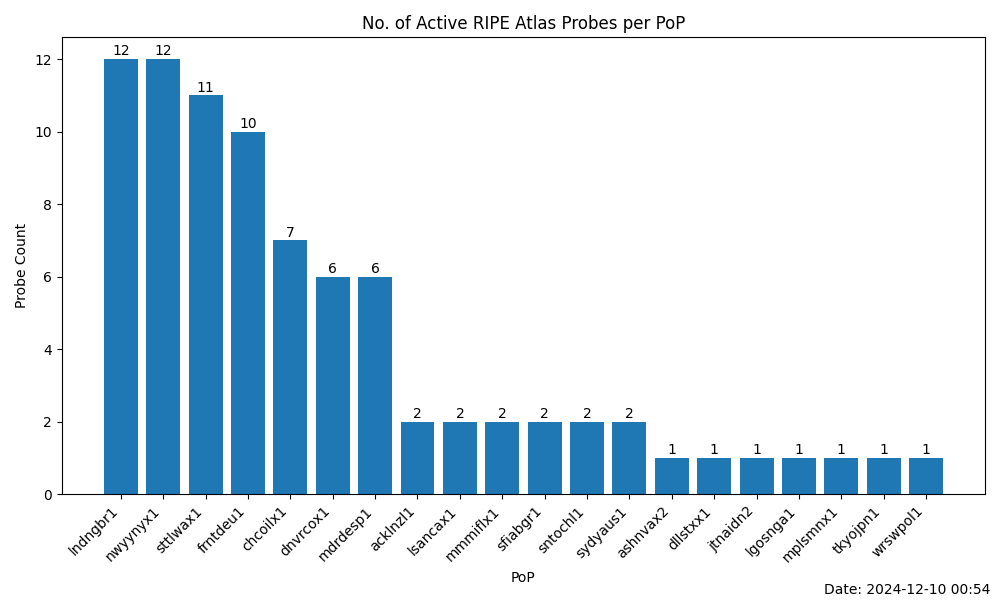 No. of Active RIPE Atlas Probes per PoP
Probe Count
12
10
8
6
4
2
0
12
12
11
10
7
6
6
2
2
2
2
2
2
1
1
1
1
1
1
1
lndngbr1
nwyynyx1
sttlwax1
frntdeu1
chcoilx1
dnvrcox1
mdrdesp1
acklnzl1
lsancax1
mmmiflx1
sfiabgr1
sntochl1
sydyaus1
ashnvax2
dllstxx1
jtnaidn2
lgosnga1
mplsmnx1
tkyojpn1
wrswpol1
PoP
Date: 2024-12-10 00:54